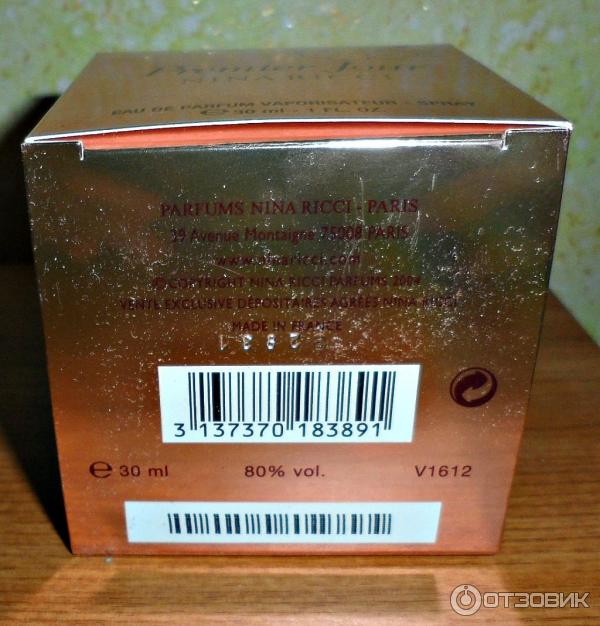 Premier Jour
NINA RICCI
EAU DE PARFUM VAPORISATEUR - SPRAY
℮ 30 ml - 1 FL. OZ.
PARFUMS NINA RICCI - PARIS
39 Avenue Montaigne 75008 PARIS
www.ninaricci.com
© COPYRIGHT NINA RICCI PARFUMS 2004
VENTE EXCLUSIVE DÉPOSITAIRES AGRÉÉS NINA RICCI
MADE IN FRANCE
3 137370 183891
℮ 30 ml 80% vol. V1612
ОТЗОВИК